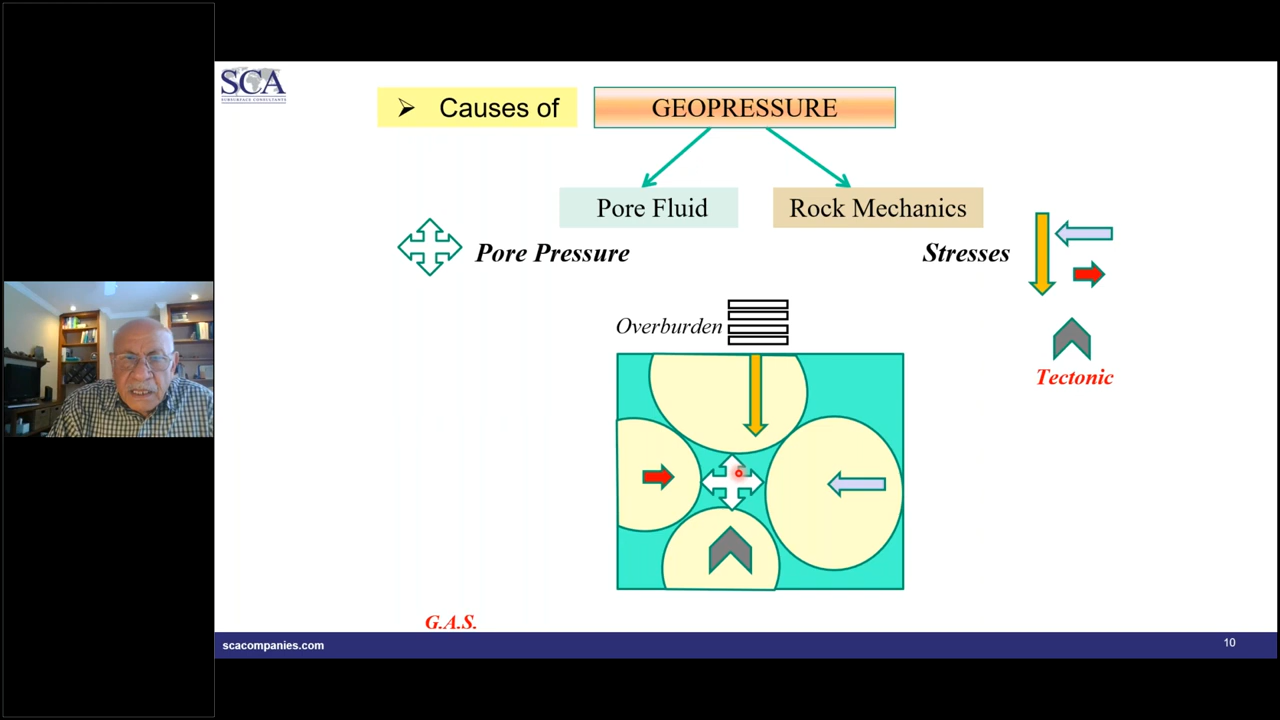 SCA
SUBSURFACE CONSULTANTS
➢ Causes of
GEOPRESSURE
Pore Fluid
Rock Mechanics
Pore Pressure
Stresses
Overburden
Tectonic
G.A.S.
scacompanies.com
10